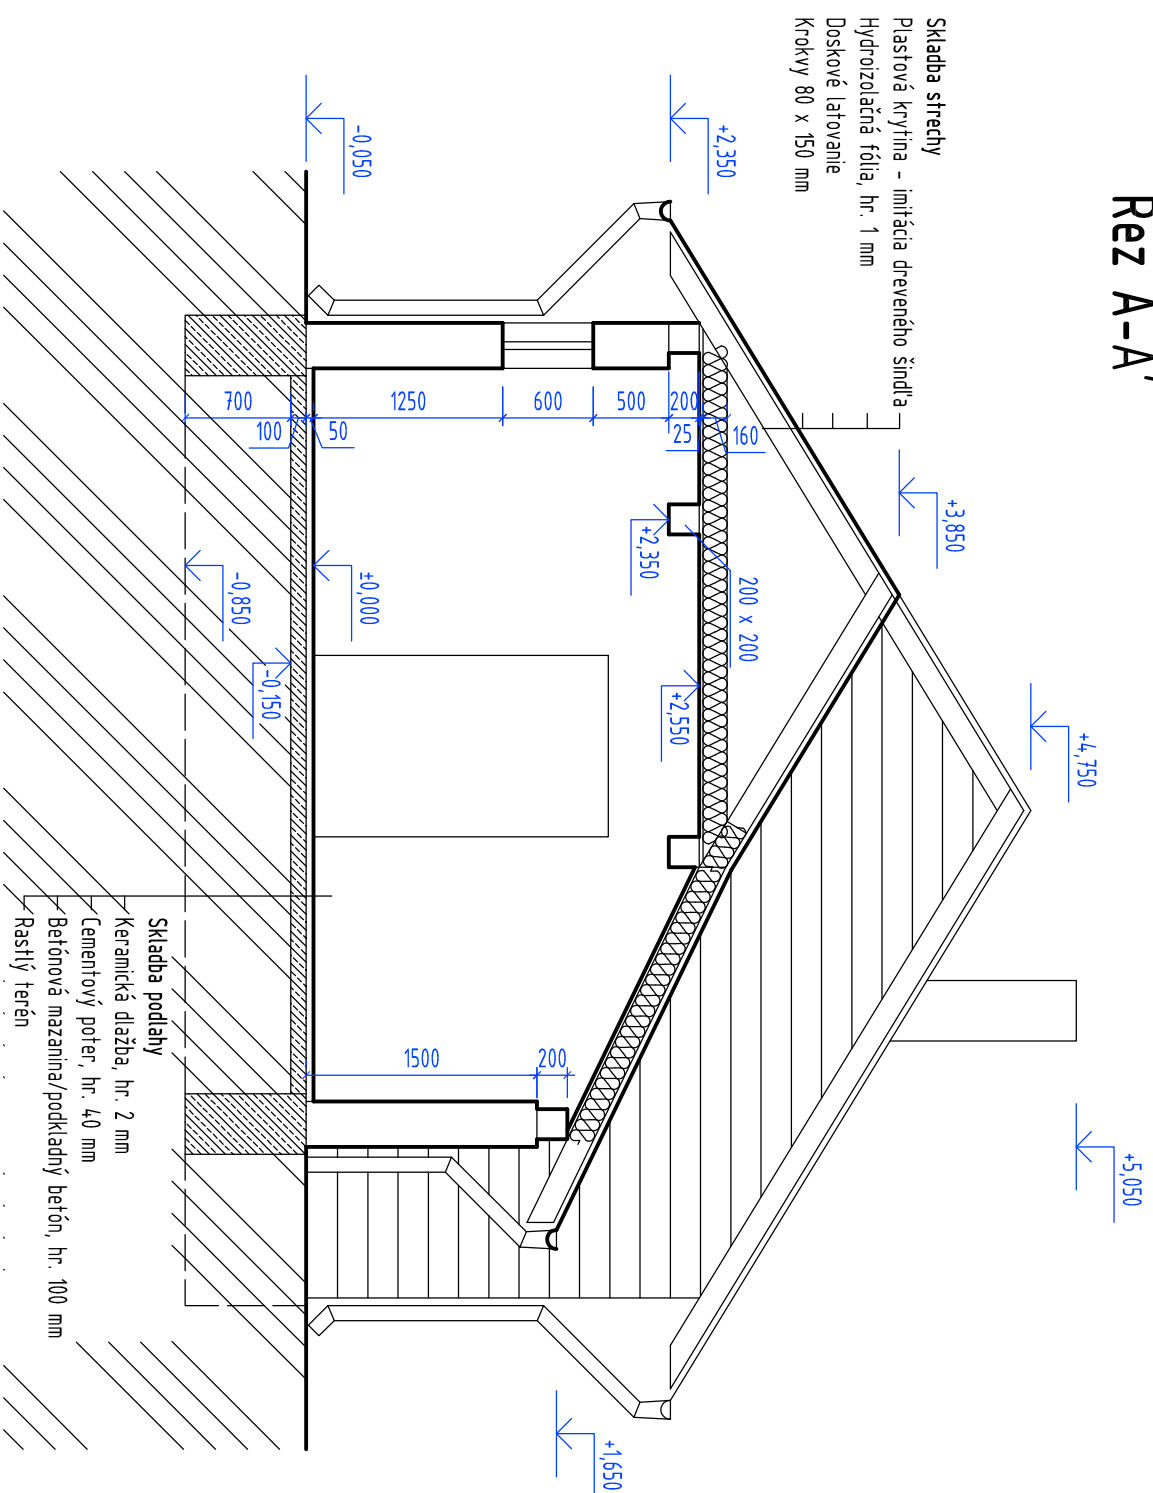 Rez A-A'
Skladba strechy
Plastová krytina - imitácia dreveného šindľa
Hydroizolačná fólia, hr. 1 mm
Doskové latovanie
Krokvy 80 x 150 mm
+5,050
+4,750
+3,850
+2,350
-0,050
+1,650
160
25
200
500
600
1250
50
100
700
200 x 200
+2,350
+2,550
±0,000
-0,850
-0,150
200
1500
Skladba podlahy
Keramická dlažba, hr. 2 mm
Cementový poter, hr. 40 mm
Betónová mazanina/podkladný betón, hr. 100 mm
Rastlý terén